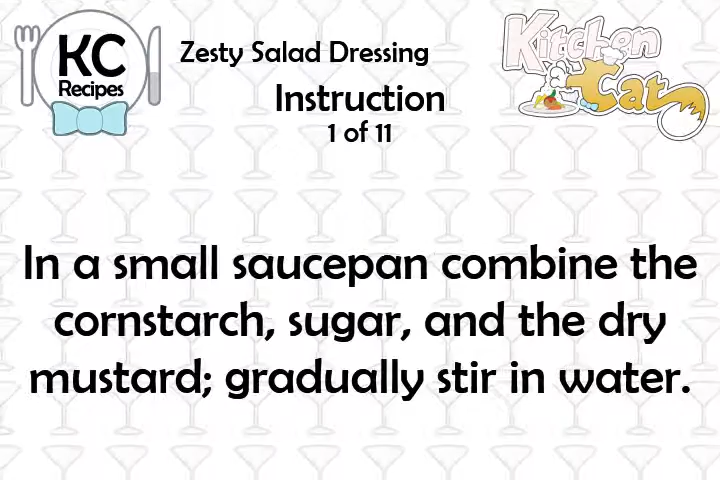 KC
Recipes
Zesty Salad Dressing
Instruction
1 of 11
Kitchen
Cat
In a small saucepan combine the
cornstarch, sugar, and the dry
mustard; gradually stir in water.